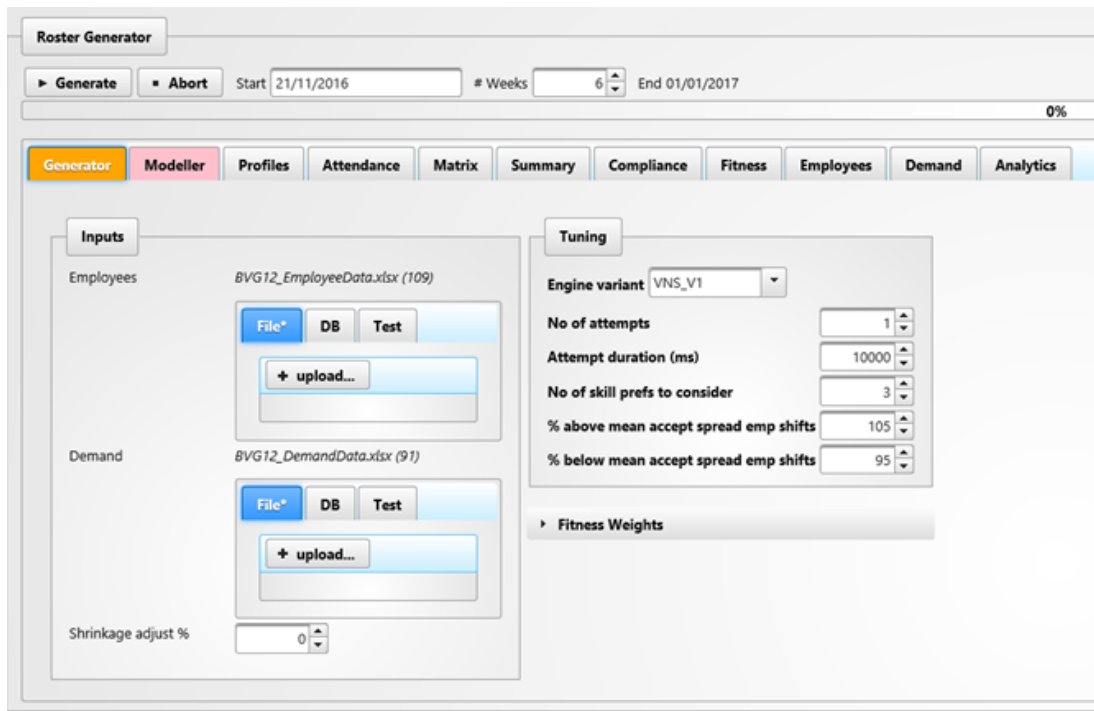 Roster Generator
Generate Abort Start 21/11/2016 # Weeks 6 End 01/01/2017
0%
Generator Modeller Profiles Attendance Matrix Summary Compliance Fitness Employees Demand Analytics
Inputs
Employees BVG12_EmployeeData.xlsx (109)
File* DB Test
+ upload...
Demand BVG12_DemandData.xlsx (91)
File* DB Test
+ upload...
Shrinkage adjust % 0
Tuning
Engine variant VNS_V1
No of attempts 1
Attempt duration (ms) 10000
No of skill prefs to consider 3
% above mean accept spread emp shifts 105
% below mean accept spread emp shifts 95
Fitness Weights